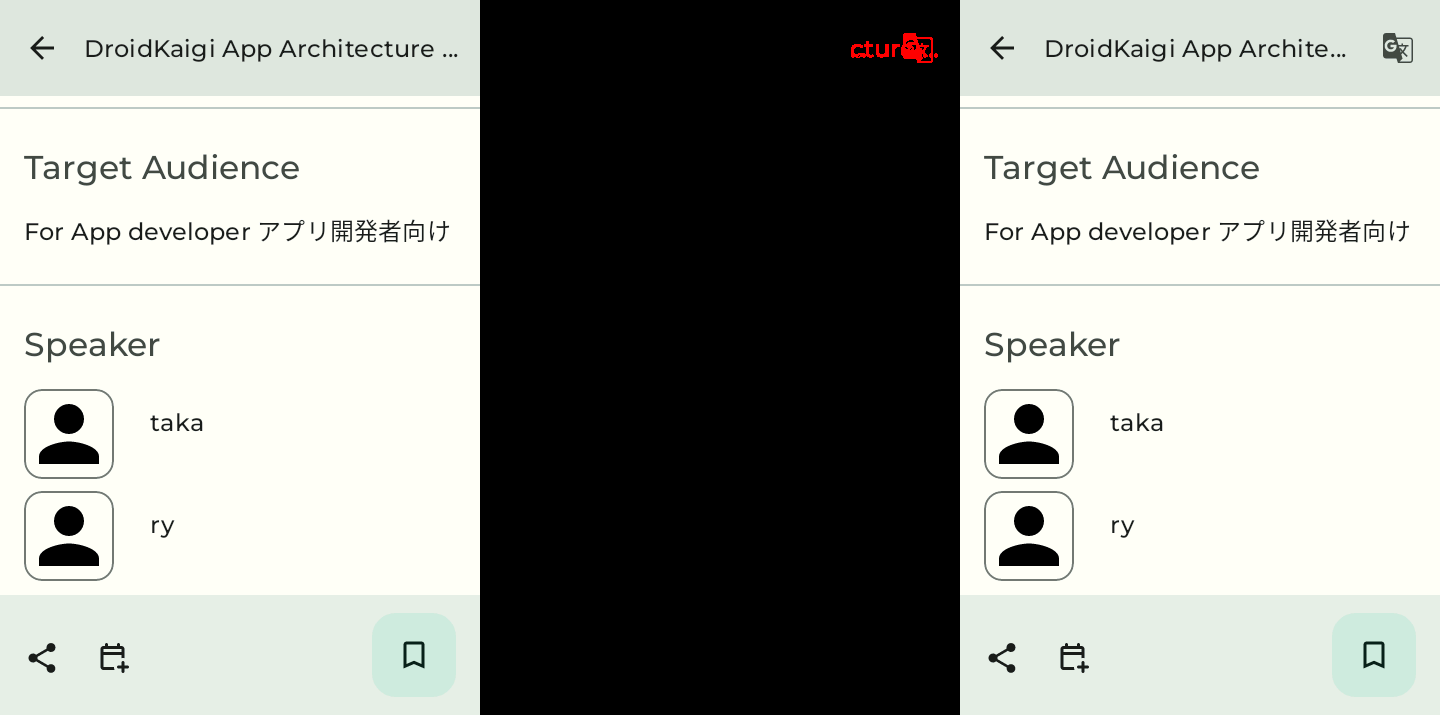 DroidKaigi App Architecture ...
Target Audience
For App developer アプリ開発者向け
Speaker
taka
ry
cture...
DroidKaigi App Archite...
G文
Target Audience
For App developer アプリ開発者向け
Speaker
taka
ry